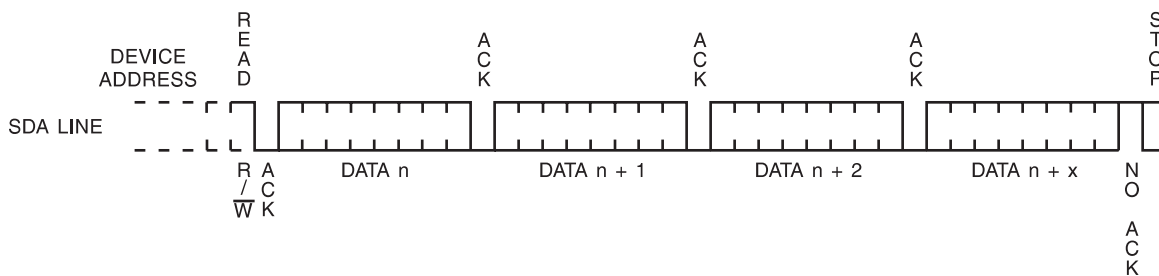 READ
ACK
ACK
ACK
STOP
DEVICE
ADDRESS
SDA LINE
R/W
ACK
DATA n
DATA n + 1
DATA n + 2
DATA n + x
NO ACK